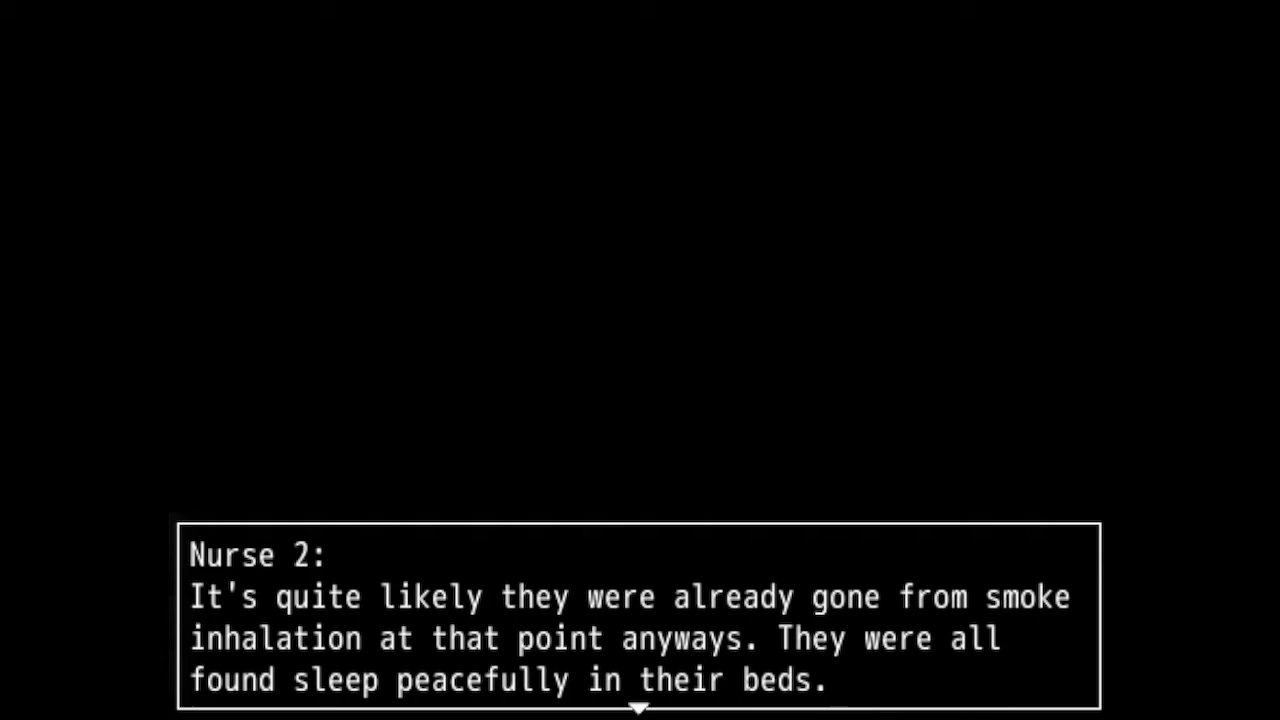 Nurse 2:
It's quite likely they were already gone from smoke
inhalation at that point anyways. They were all
found sleep peacefully in their beds.